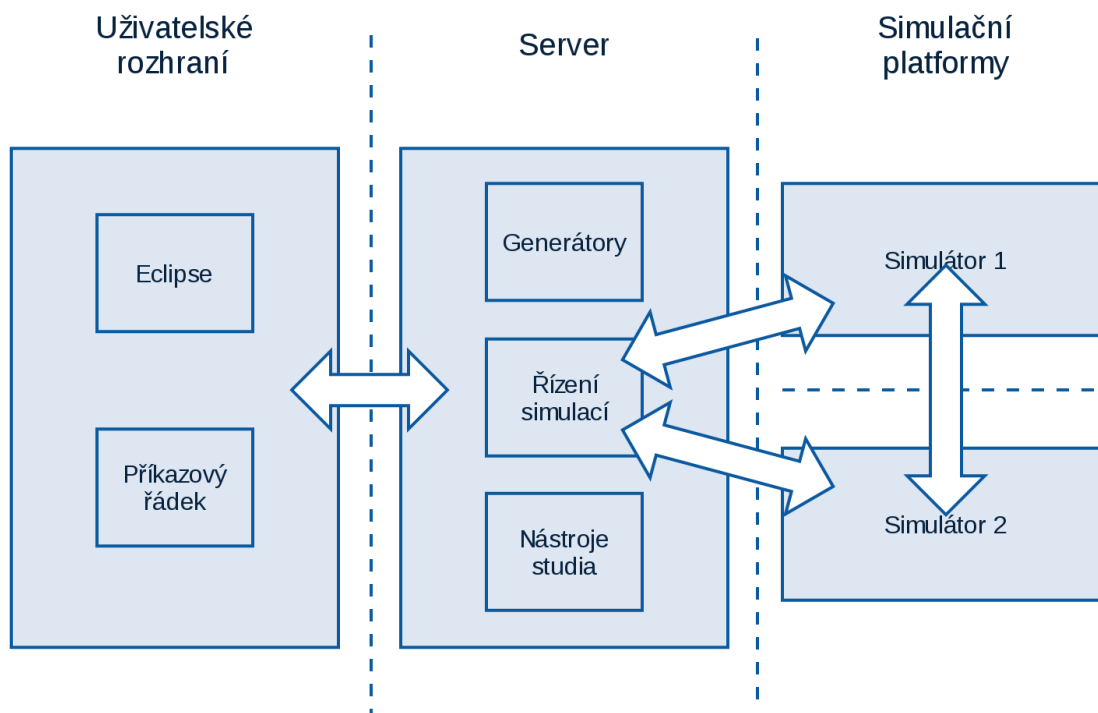 Uživatelské
rozhraní
Server
Simulační
platformy
Eclipse
Příkazový
řádek
Generátory
Řízení
simulací
Nástroje
studia
Simulátor 1
Simulátor 2